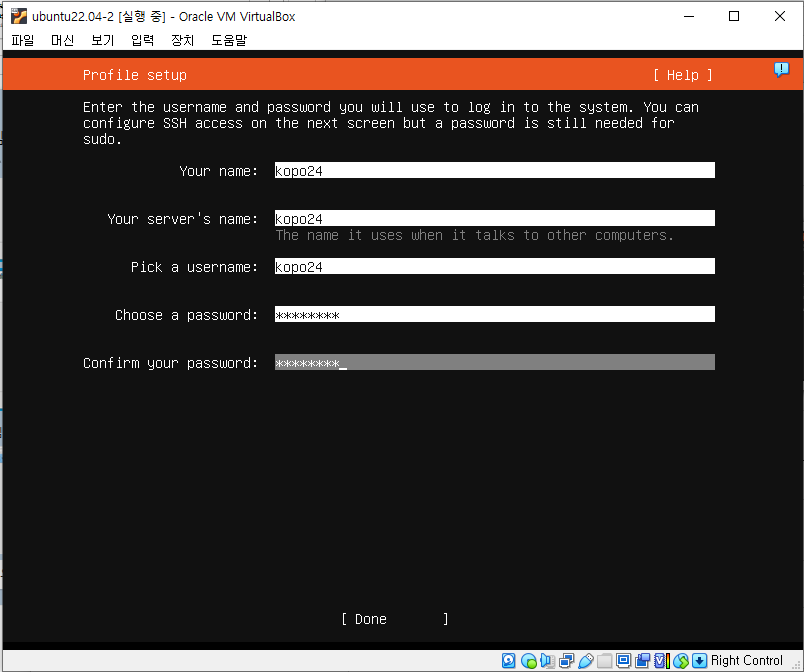 ubuntu22.04-2 [실행 중] - Oracle VM VirtualBox
파일 머신 보기 입력 장치 도움말
Profile setup [ Help ]
Enter the username and password you will use to log in to the system. You can
configure SSH access on the next screen but a password is still needed for
sudo.
Your name: kopo24
Your server's name: kopo24
The name it uses when it talks to other computers.
Pick a username: kopo24
Choose a password: ********
Confirm your password: ********_
[ Done ]
Right Control